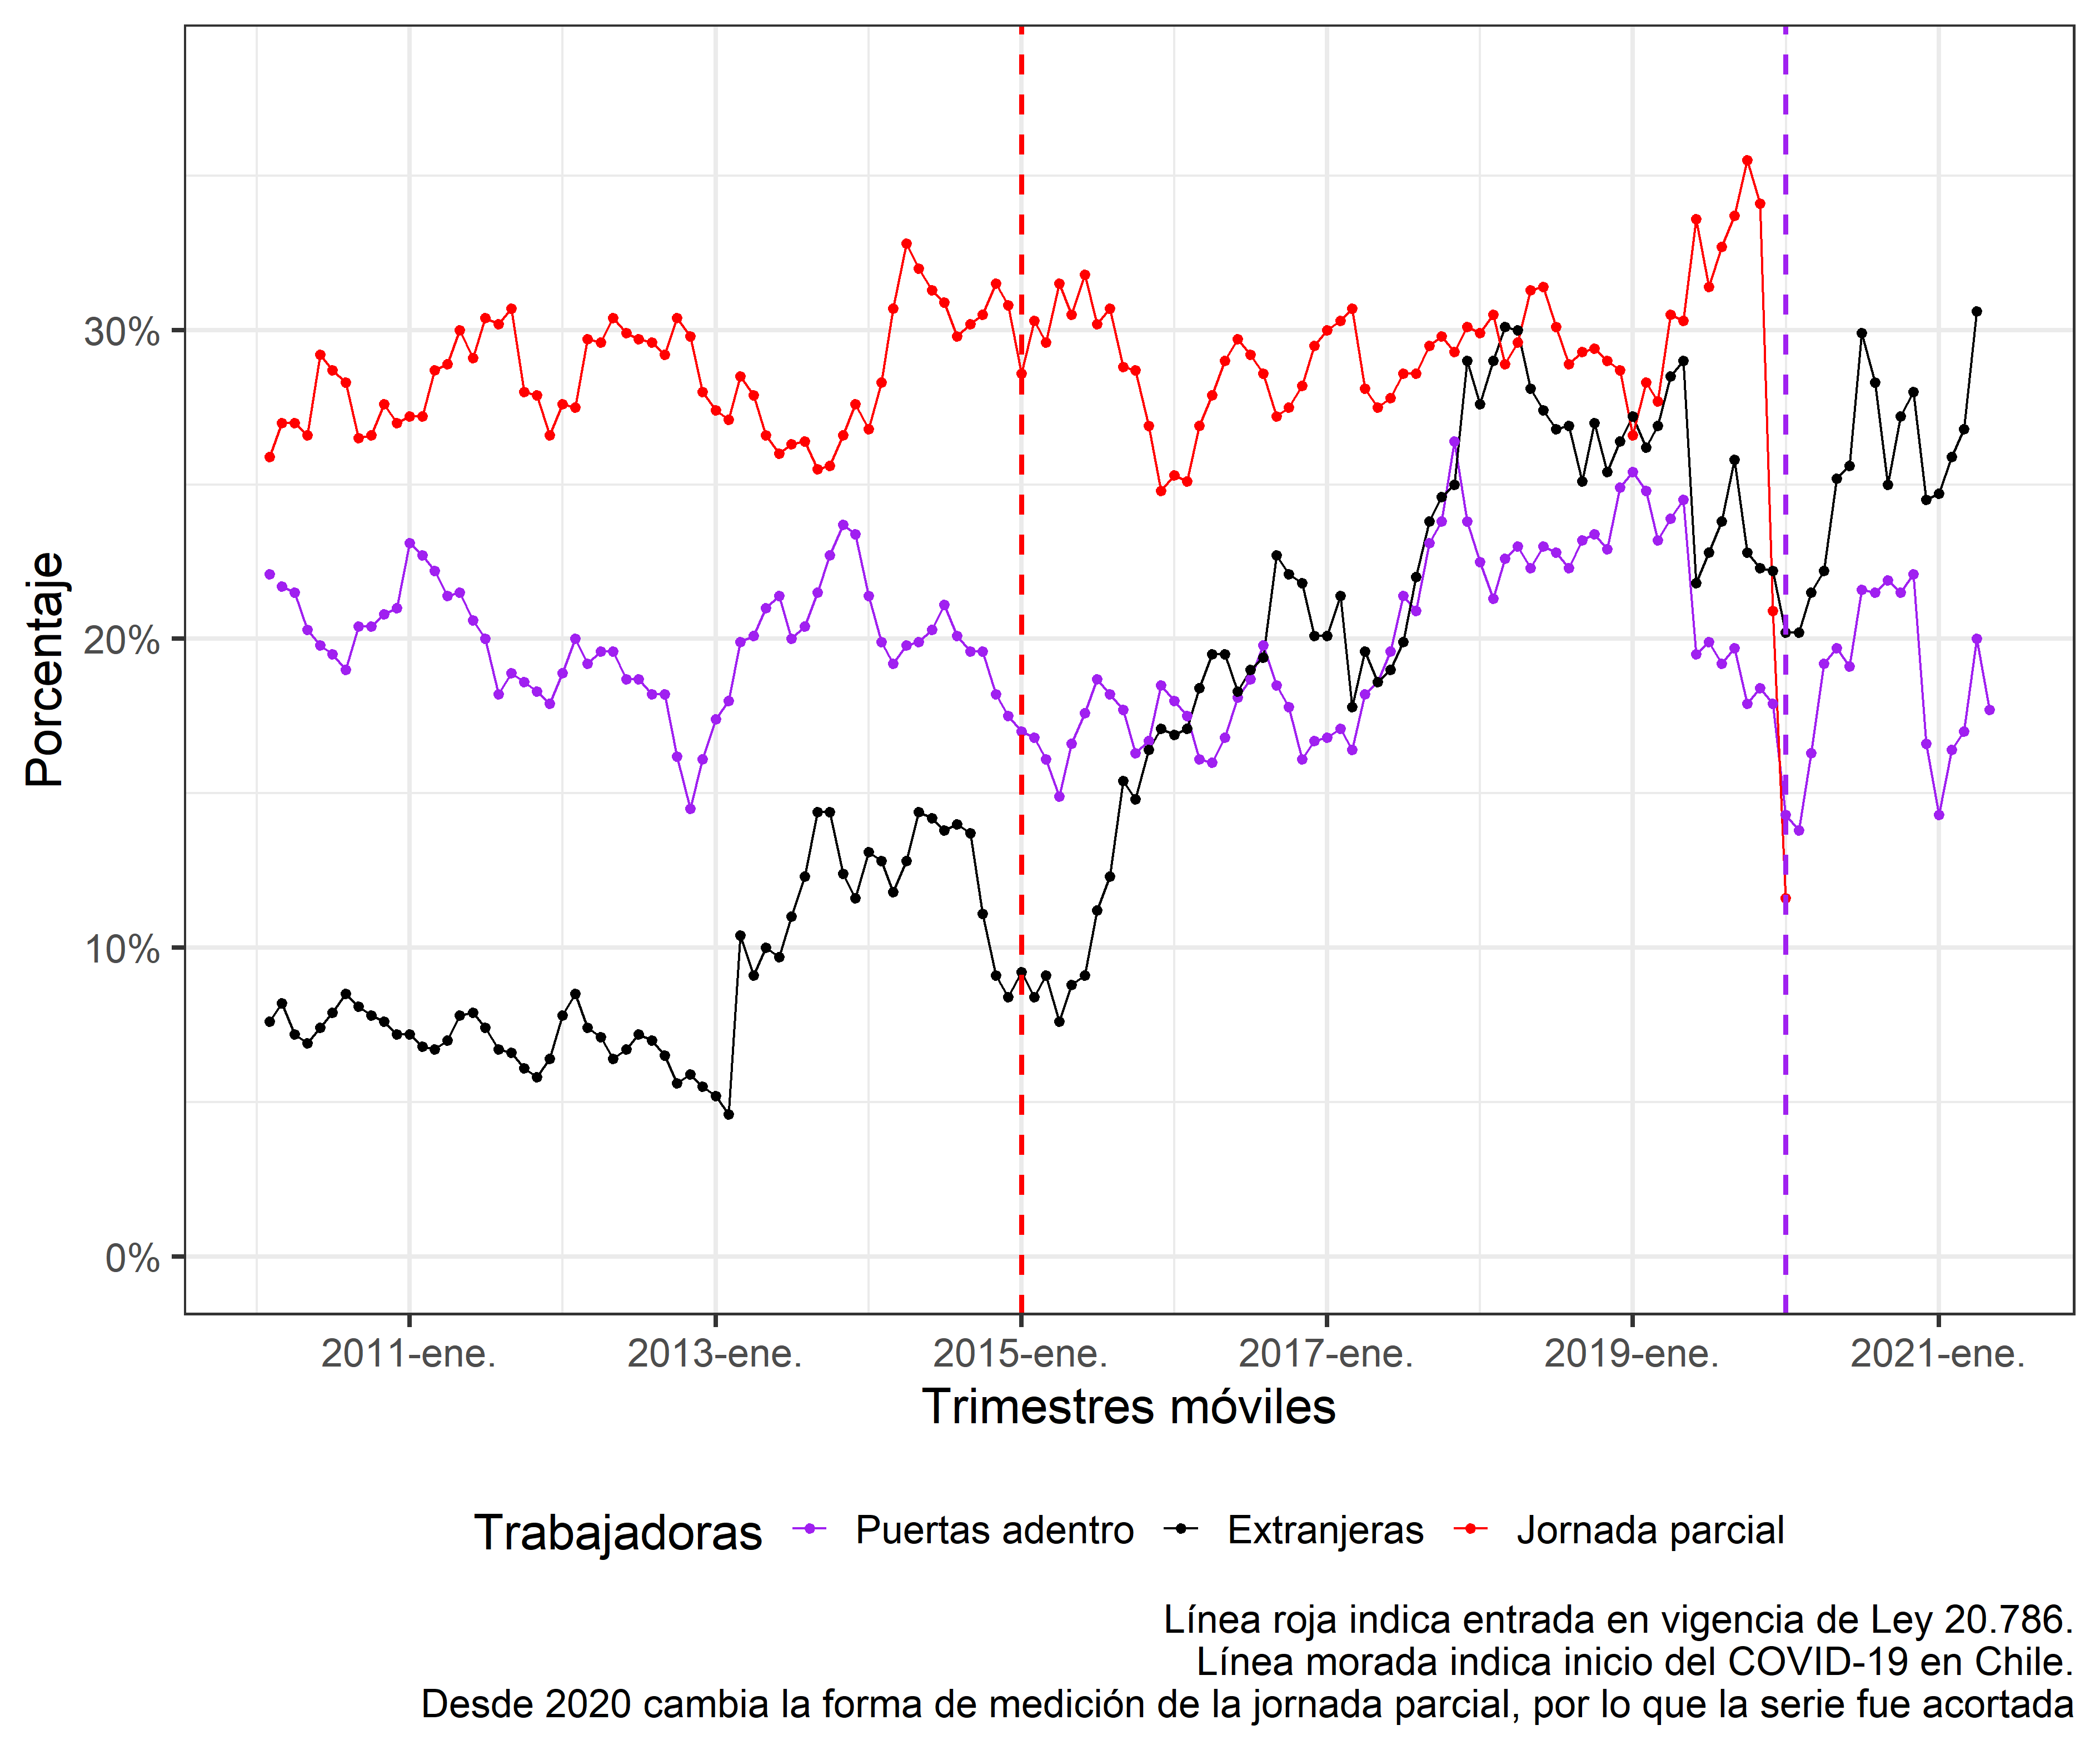 Porcentaje
30%
20%
10%
0%
2011-ene.
2013-ene.
2015-ene.
2017-ene.
2019-ene.
2021-ene.
Trimestres móviles
Trabajadoras
Puertas adentro
Extranjeras
Jornada parcial
Línea roja indica entrada en vigencia de Ley 20.786.
Línea morada indica inicio del COVID-19 en Chile.
Desde 2020 cambia la forma de medición de la jornada parcial, por lo que la serie fue acortada